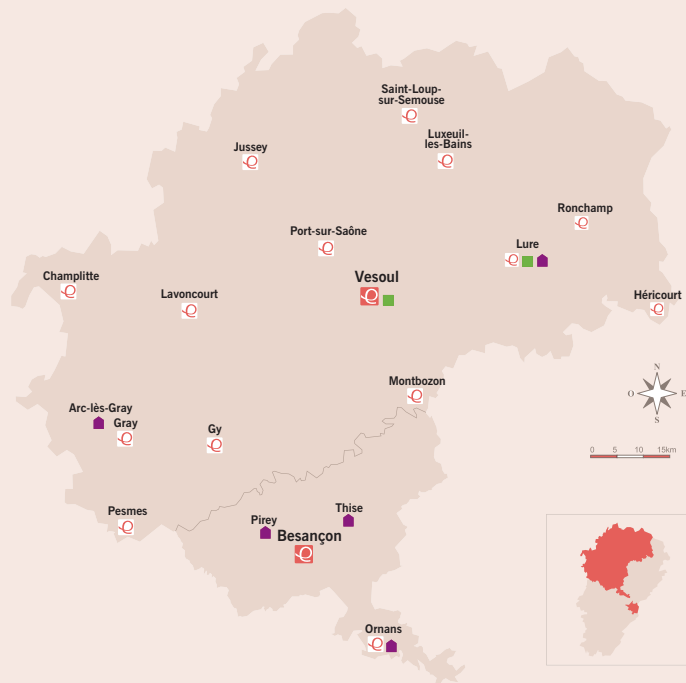 Saint-Loup-
sur-Semouse
Luxeuil-
les-Bains
Jussey
Ronchamp
Port-sur-Saône
Lure
Champlitte
Vesoul
Lavoncourt
Héricourt
Montbozon
N
O
E
S
Arc-lès-Gray
Gray
Gy
0 5 10 15km
Pesmes
Thise
Pirey
Besançon
Ornans